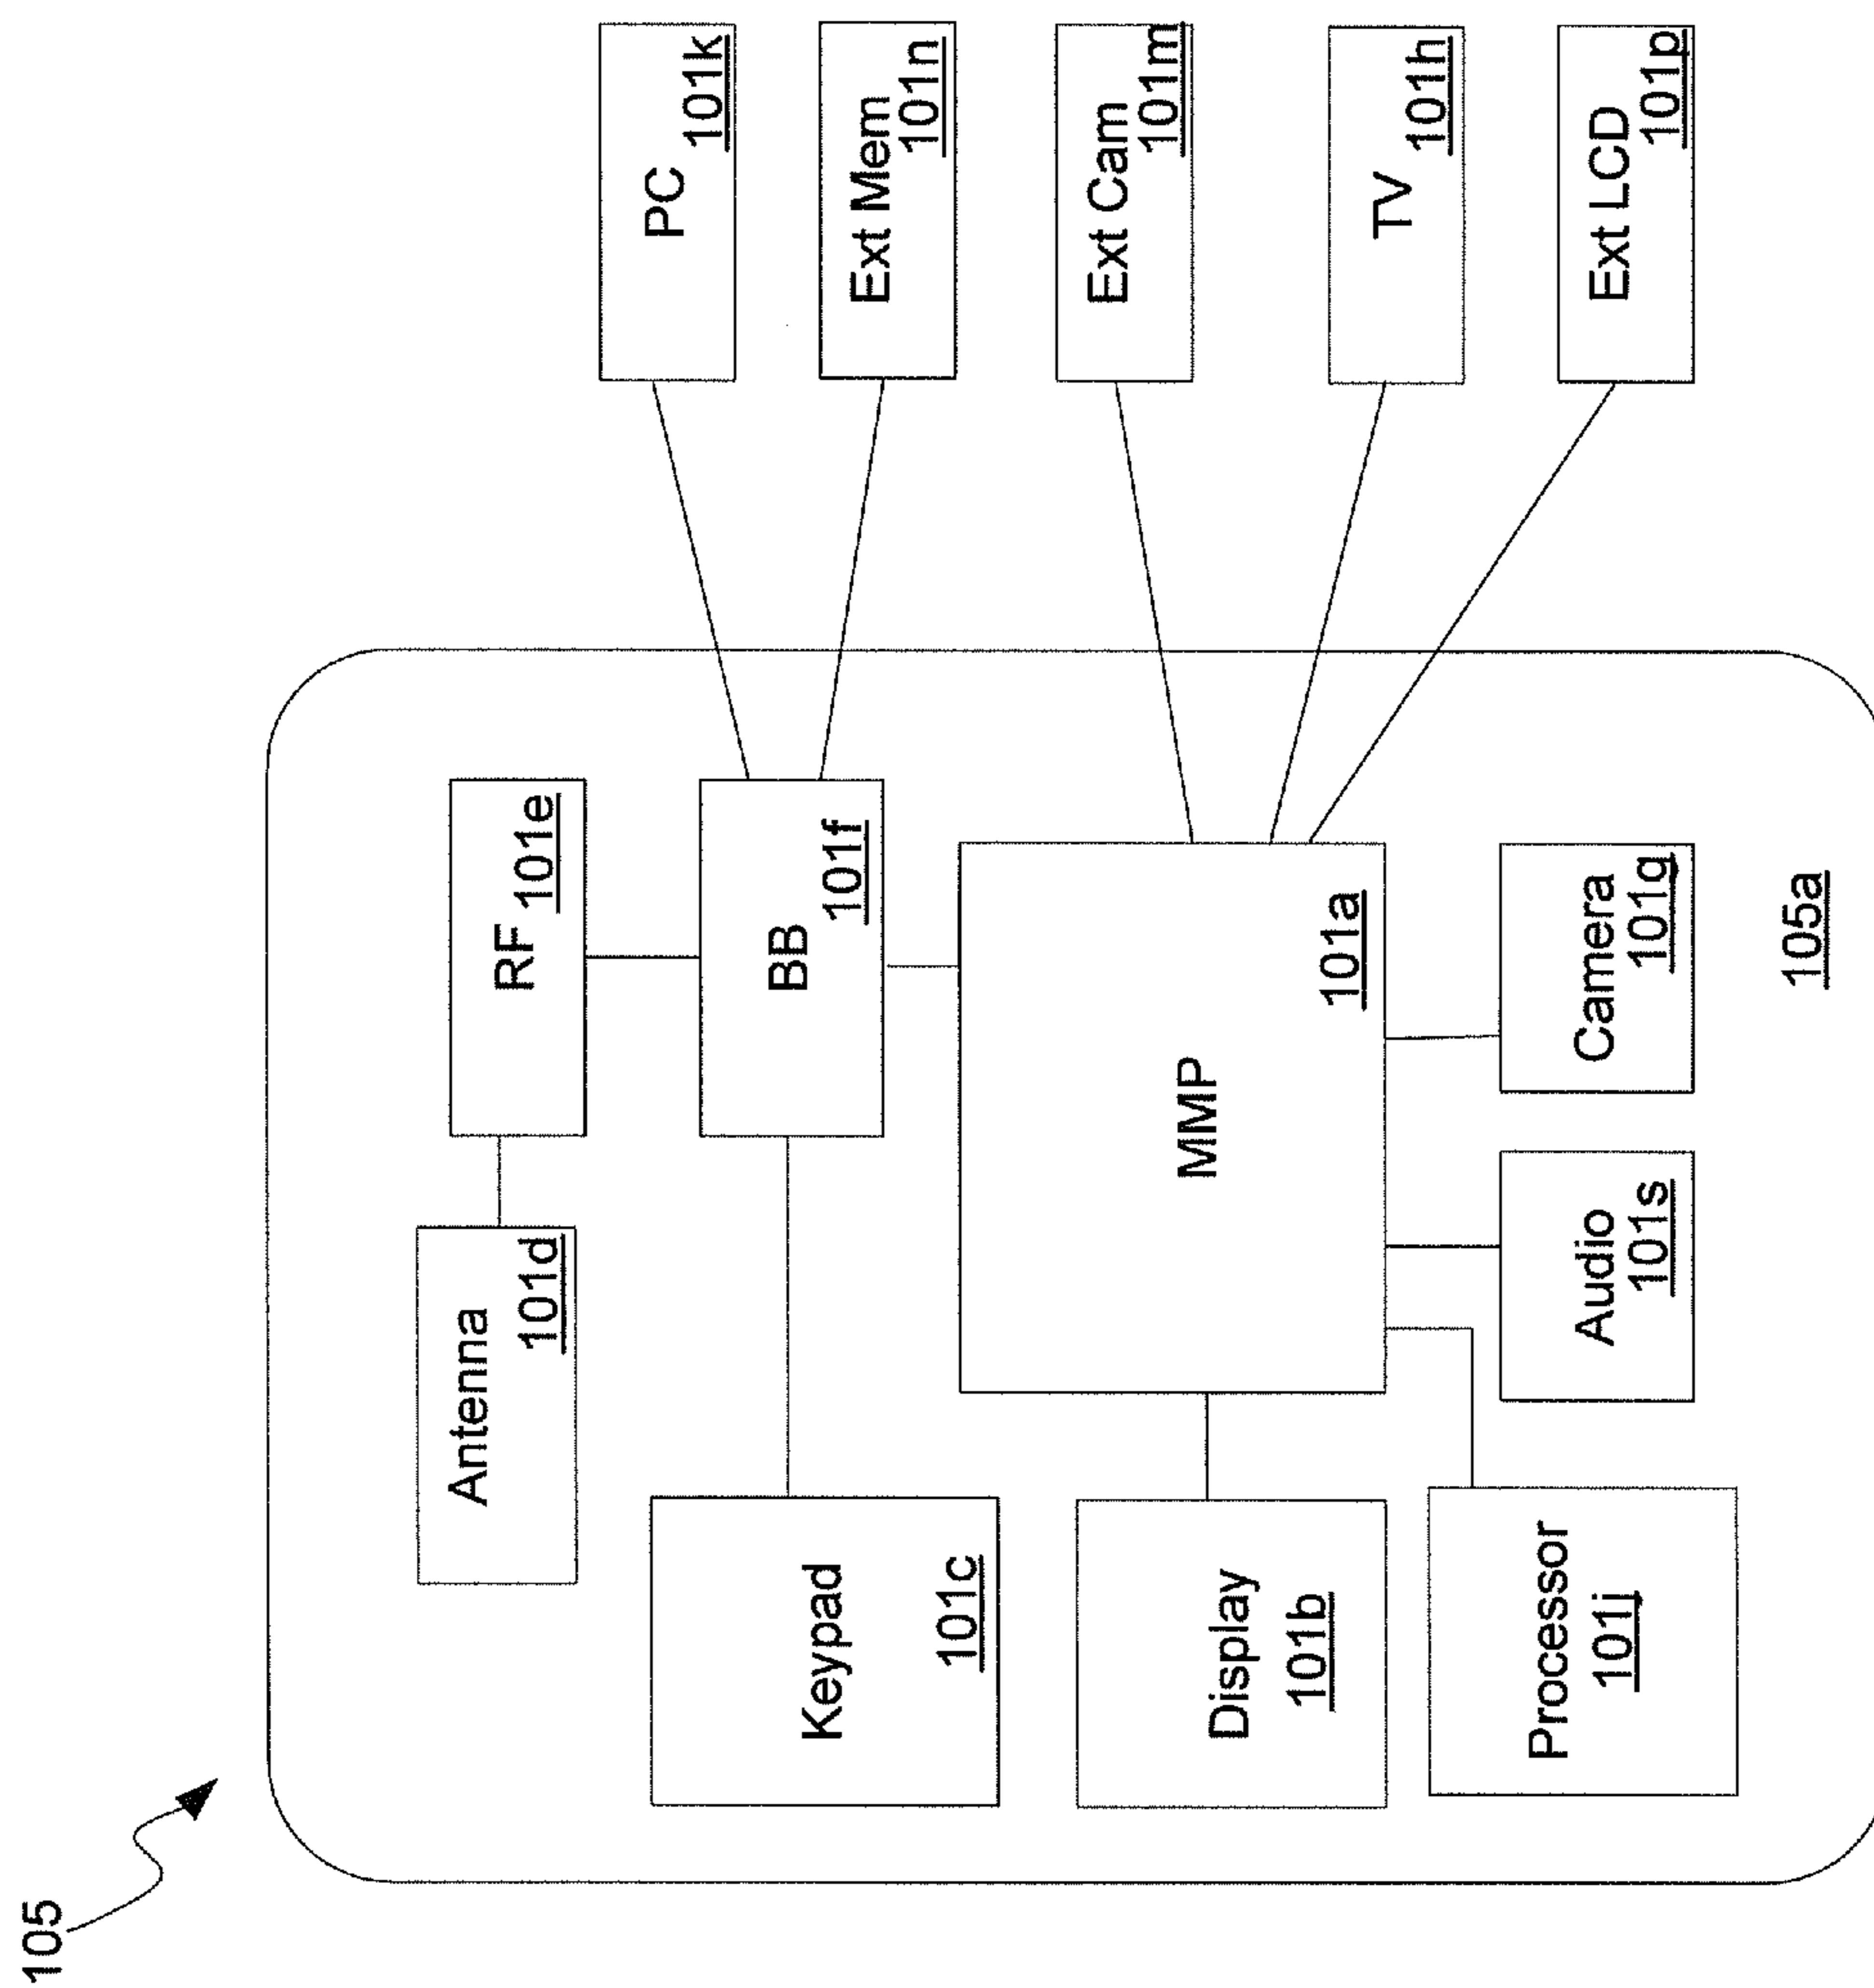 105
Antenna
101d
RF
101e
PC
101k
Keypad
101c
BB
101f
Ext Mem
101n
Display
101b
MMP
101a
Ext Cam
101m
TV
101h
Processor
101j
Audio
101s
Camera
101g
Ext LCD
101p
105a